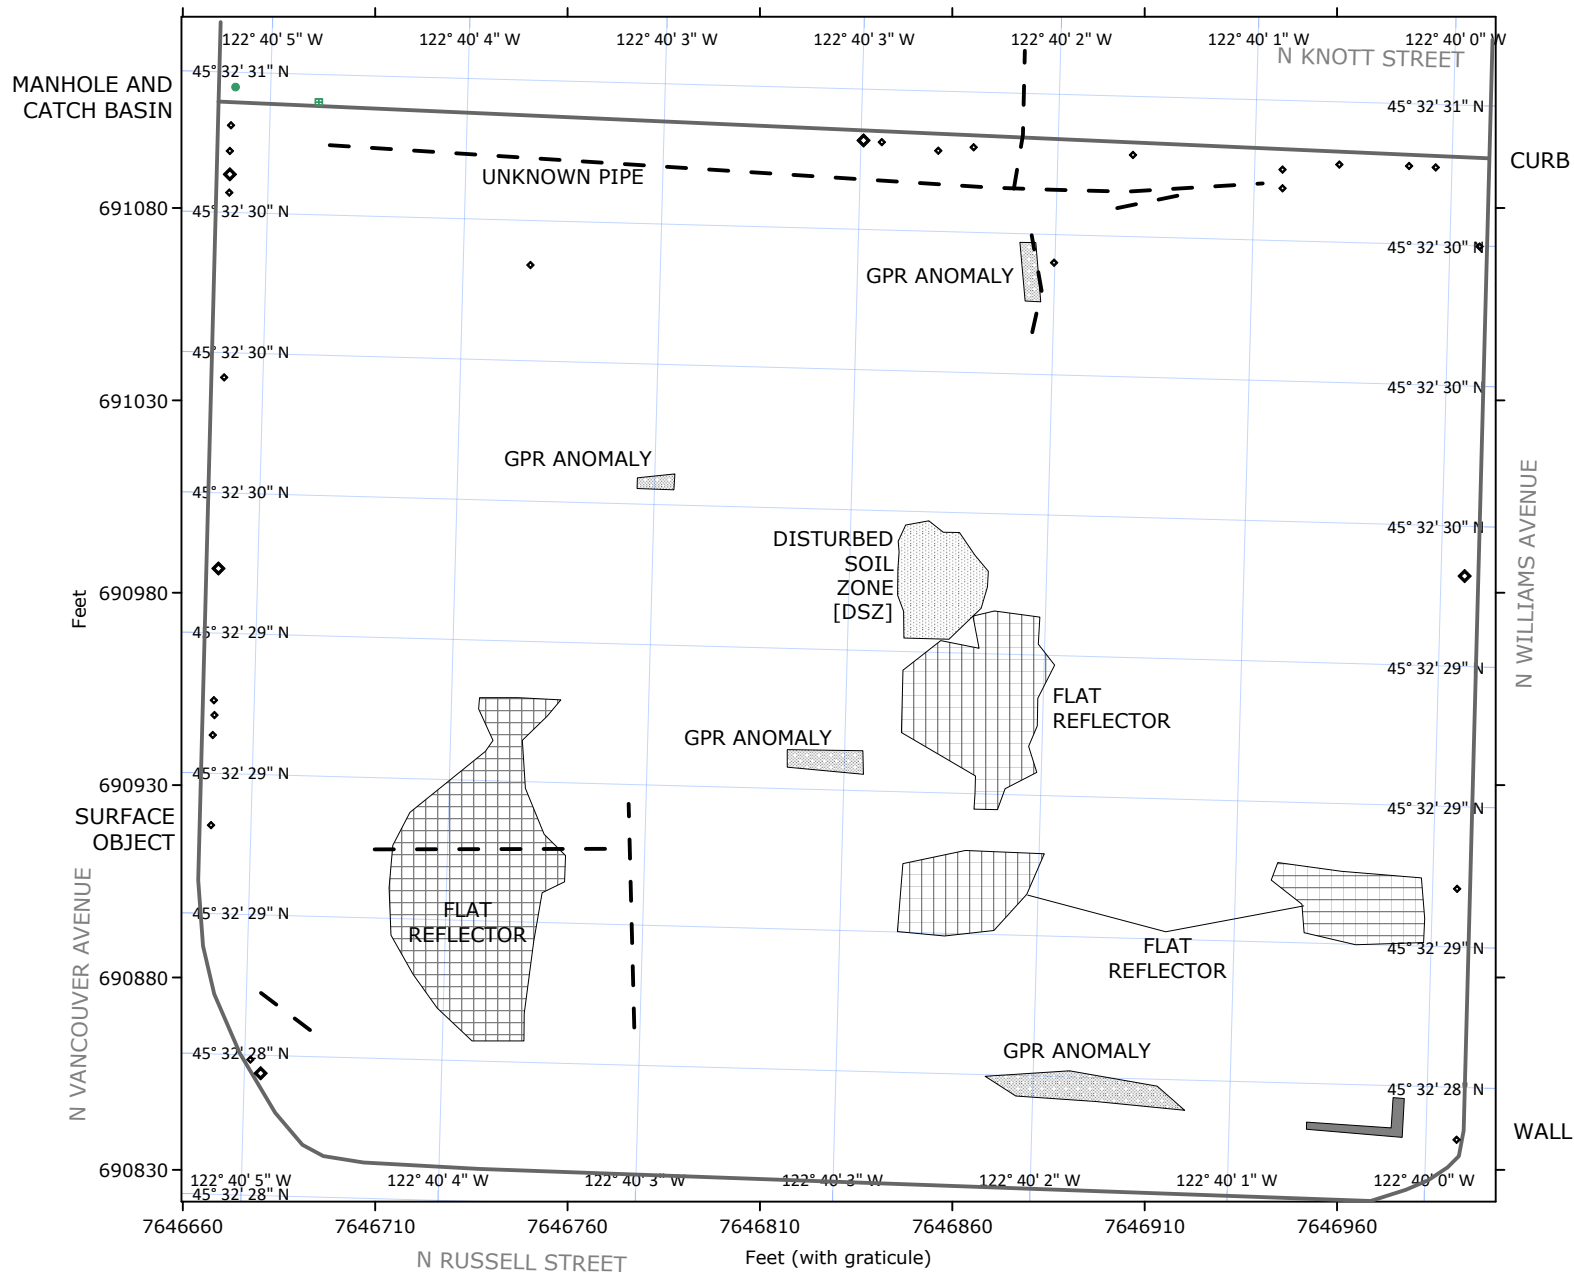 122° 40' 5" W
122° 40' 4" W
122° 40' 3" W
122° 40' 3" W
122° 40' 2" W
122° 40' 1" W
122° 40' 0" W
N KNOTT STREET
45° 32' 31" N
MANHOLE AND
CATCH BASIN
45° 32' 31" N
CURB
UNKNOWN PIPE
691080
45° 32' 30" N
45° 32' 30" N
GPR ANOMALY
45° 32' 30" N
45° 32' 30" N
691030
GPR ANOMALY
45° 32' 30" N
45° 32' 30" N
DISTURBED
SOIL
ZONE
[DSZ]
N WILLIAMS AVENUE
690980
Feet
45° 32' 29" N
45° 32' 29" N
FLAT
REFLECTOR
GPR ANOMALY
45° 32' 29" N
690930
45° 32' 29" N
SURFACE
OBJECT
N VANCOUVER AVENUE
45° 32' 29" N
FLAT
REFLECTOR
FLAT
REFLECTOR
45° 32' 29" N
690880
45° 32' 28" N
GPR ANOMALY
45° 32' 28" N
WALL
690830
122° 40' 5" W
122° 40' 4" W
122° 40' 3" W
122° 40' 3" W
122° 40' 2" W
122° 40' 1" W
122° 40' 0" W
45° 32' 28" N
7646660
7646710
7646760
7646810
7646860
7646910
7646960
N RUSSELL STREET
Feet (with graticule)